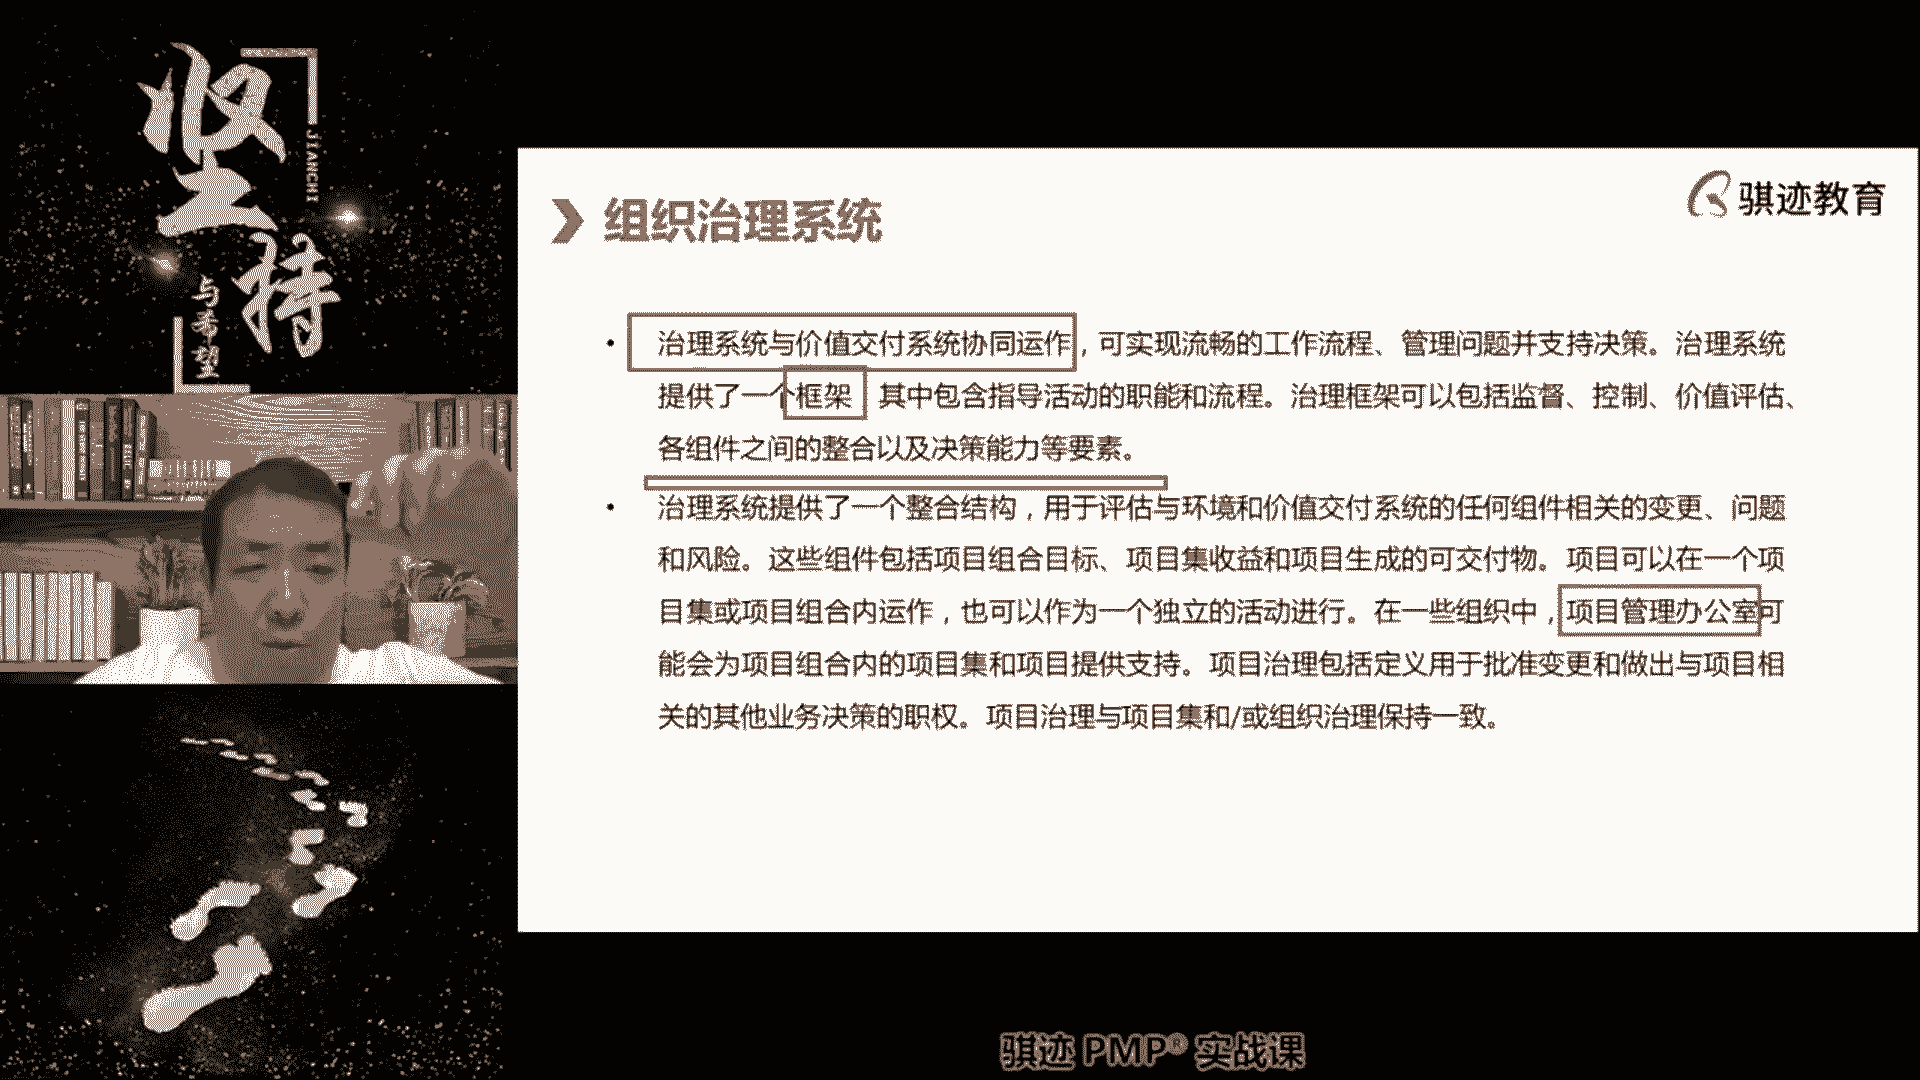 坚持
JIANCHI
与希望
骐迹教育
组织治理系统
• 治理系统与价值交付系统协同运作，可实现流畅的工作流程、管理问题并支持决策。治理系统
提供了一个框架 其中包含指导活动的职能和流程。治理框架可以包括监督、控制、价值评估、
各组件之间的整合以及决策能力等要素。
• 治理系统提供了一个整合结构，用于评估与环境和价值交付系统的任何组件相关的变更、问题
和风险。这些组件包括项目组合目标、项目集收益和项目生成的可交付物。项目可以在一个项
目集或项目组合内运作，也可以作为一个独立的活动进行。在一些组织中，项目管理办公室可
能会为项目组合内的项目集和项目提供支持。项目治理包括定义用于批准变更和做出与项目相
关的其他业务决策的职权。项目治理与项目集和/或组织治理保持一致。
骐迹 PMP® 实战课